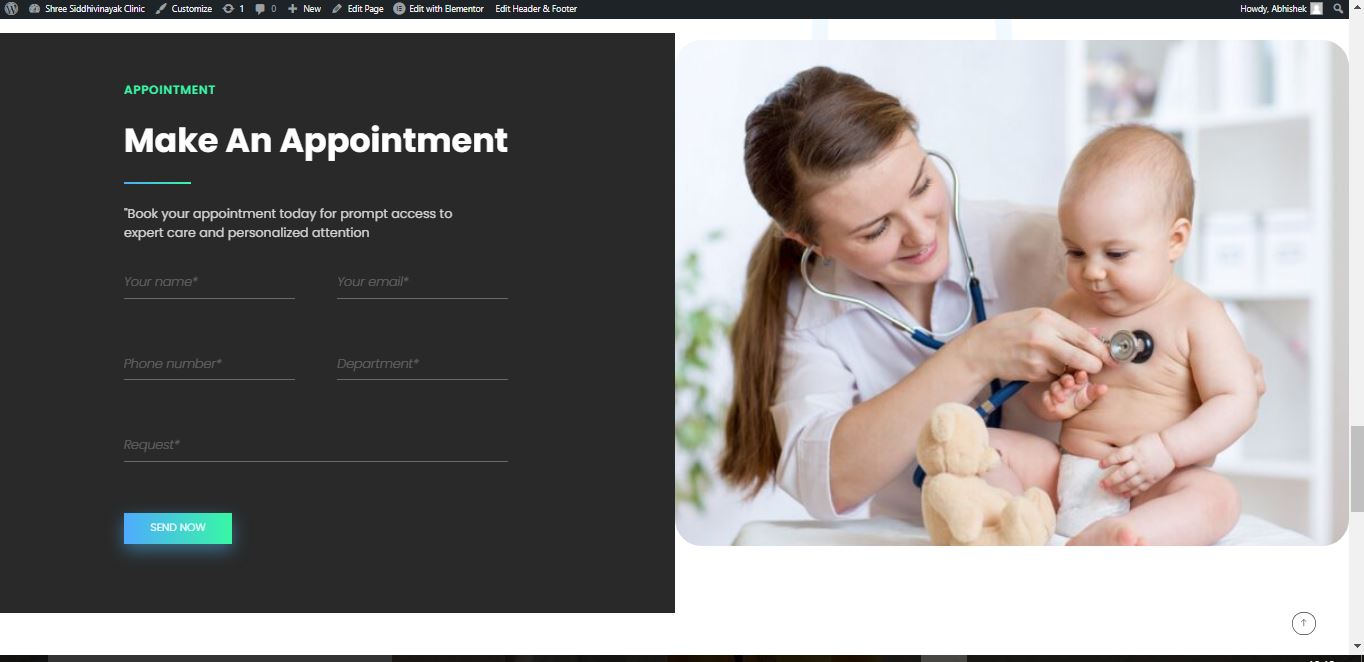 Shree Siddhivinayak Clinic Customize 1 0 New Edit Page Edit with Elementor Edit Header & Footer Howdy, Abhishek
APPOINTMENT
Make An Appointment
"Book your appointment today for prompt access to
expert care and personalized attention
Your name* Your email*
Phone number* Department*
Request*
SEND NOW